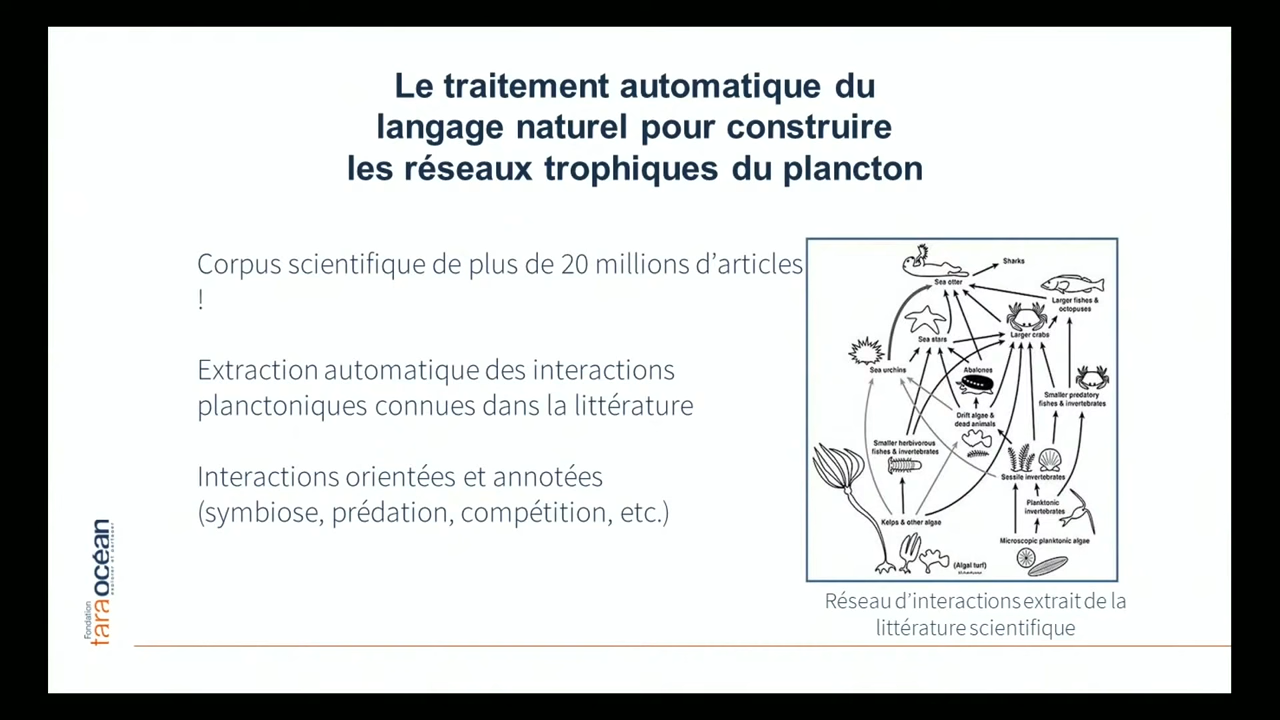 Le traitement automatique du
langage naturel pour construire
les réseaux trophiques du plancton
Corpus scientifique de plus de 20 millions d’articles
!
Extraction automatique des interactions
planctoniques connues dans la littérature
Interactions orientées et annotées
(symbiose, prédation, compétition, etc.)
Sharks
Sea otter
Larger fishes &
octopuses
Larger crabs
Sea stars
Sea urchins
Abalones
Smaller predatory
fishes & invertebrates
Drift algae &
dead animals
Smaller herbivorous
fishes & invertebrates
Sessile invertebrates
Planktonic
invertebrates
Kelps & other algae
Microscopic planktonic algae
(Algal turf)
Réseau d’interactions extrait de la
littérature scientifique
Fondation
taraocéan
explorer et partager